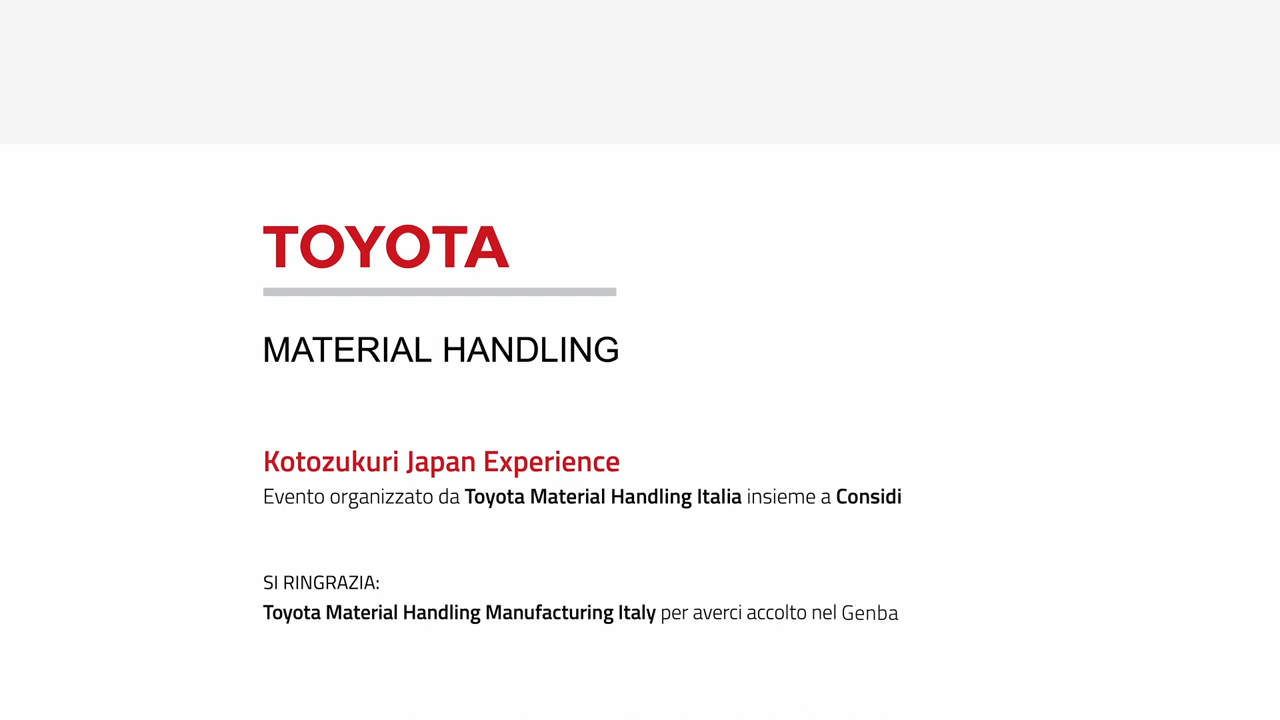 TOYOTA
MATERIAL HANDLING
Kotozukuri Japan Experience
Evento organizzato da Toyota Material Handling Italia insieme a Considi
SI RINGRAZIA:
Toyota Material Handling Manufacturing Italy per averci accolto nel Genba